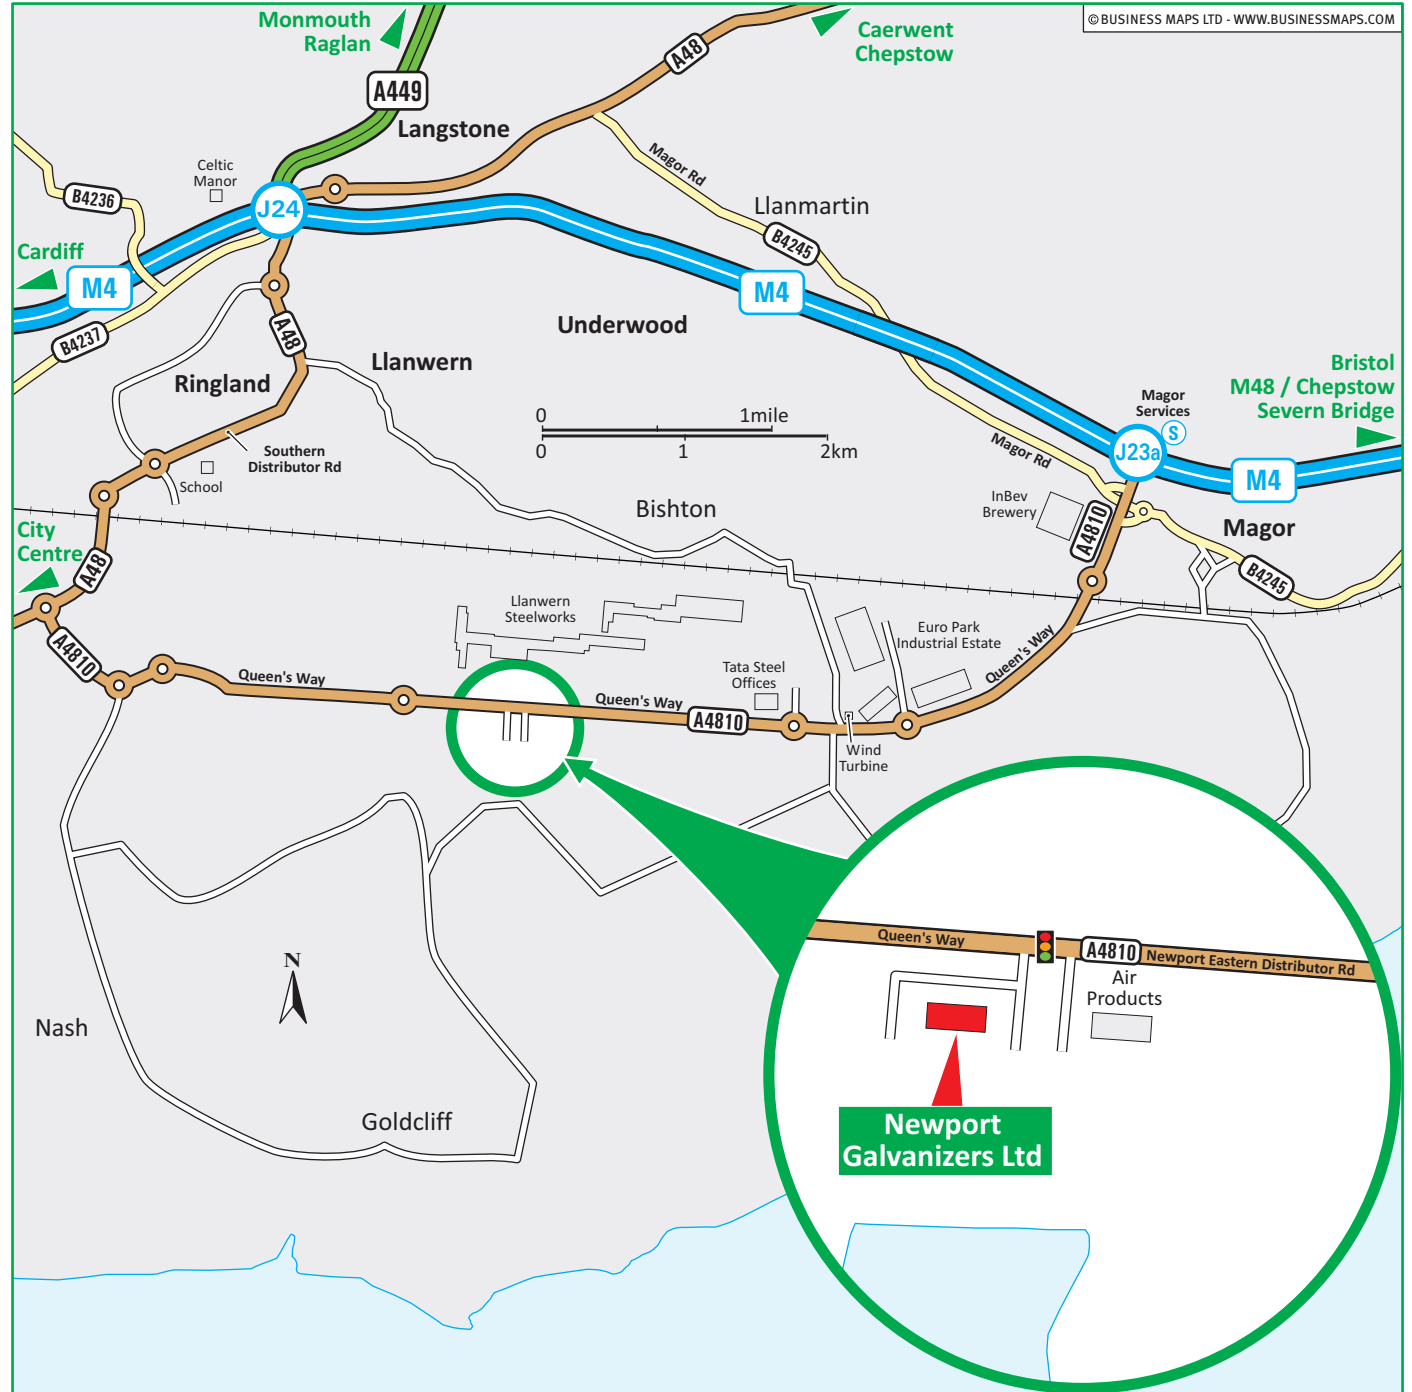 © BUSINESS MAPS LTD - WWW.BUSINESSMAPS.COM
Monmouth
Raglan
Caerwent
Chepstow
A48
A449
Langstone
Magor Rd
Celtic
Manor
B4236
J24
Llanmartin
B4245
Cardiff
M4
M4
Underwood
B4237
A48
Llanwern
Ringland
Bristol
M48 / Chepstow
Severn Bridge
Magor
Services
S
0
1mile
0
1
2km
J23a
Magor Rd
M4
Southern
Distributor Rd
School
InBev
Brewery
Bishton
A4810
Magor
City
Centre
A48
B4245
Llanwern
Steelworks
Euro Park
Industrial Estate
A4810
Queen's Way
Queen's Way
Tata Steel
Offices
Queen's Way
A4810
Wind
Turbine
Queen's Way
A4810
Newport Eastern Distributor Rd
Air
Products
N
Nash
Goldcliff
Newport
Galvanizers Ltd